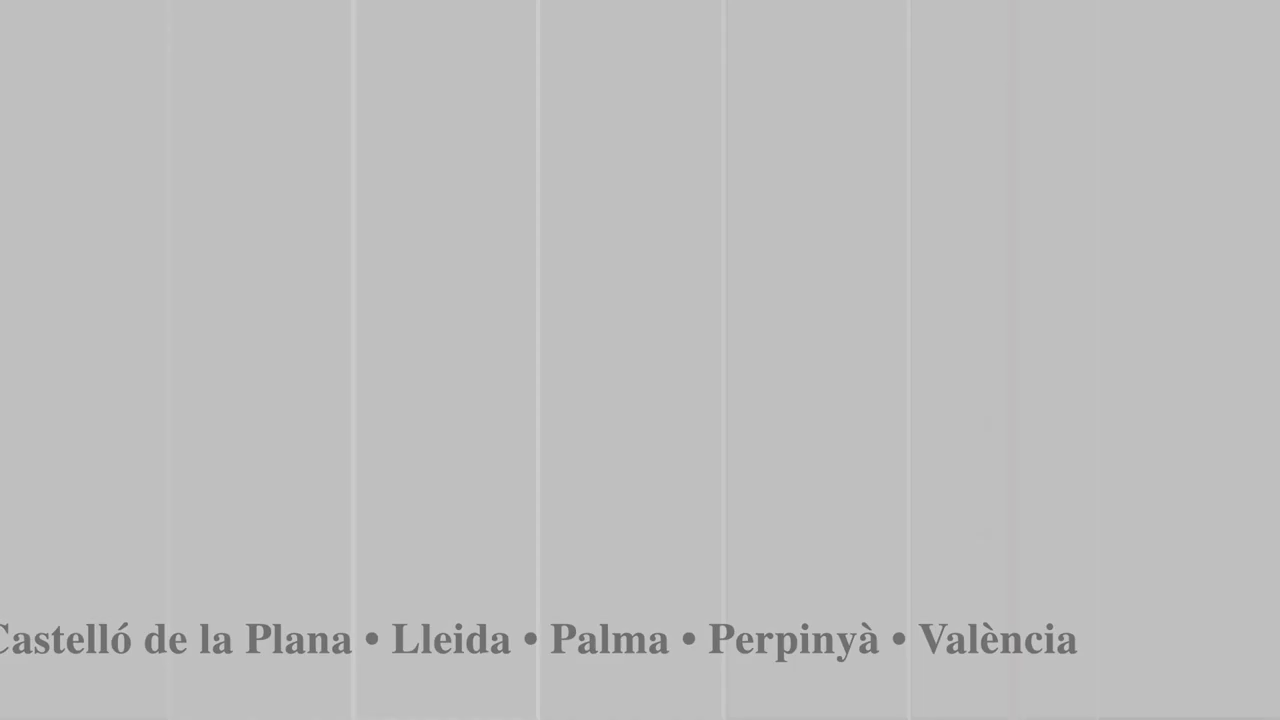 Castelló de la Plana • Lleida • Palma • Perpinyà • València